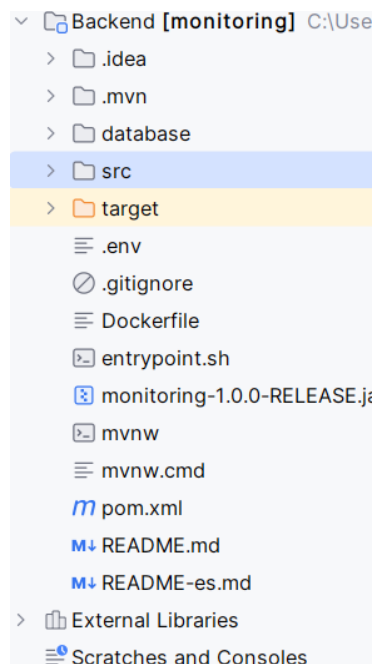 Backend [monitoring] C:\Use
.idea
.mvn
database
src
target
.env
.gitignore
Dockerfile
entrypoint.sh
monitoring-1.0.0-RELEASE.ja
mvnw
mvnw.cmd
m pom.xml
M↓ README.md
M↓ README-es.md
External Libraries
Scratches and Consoles